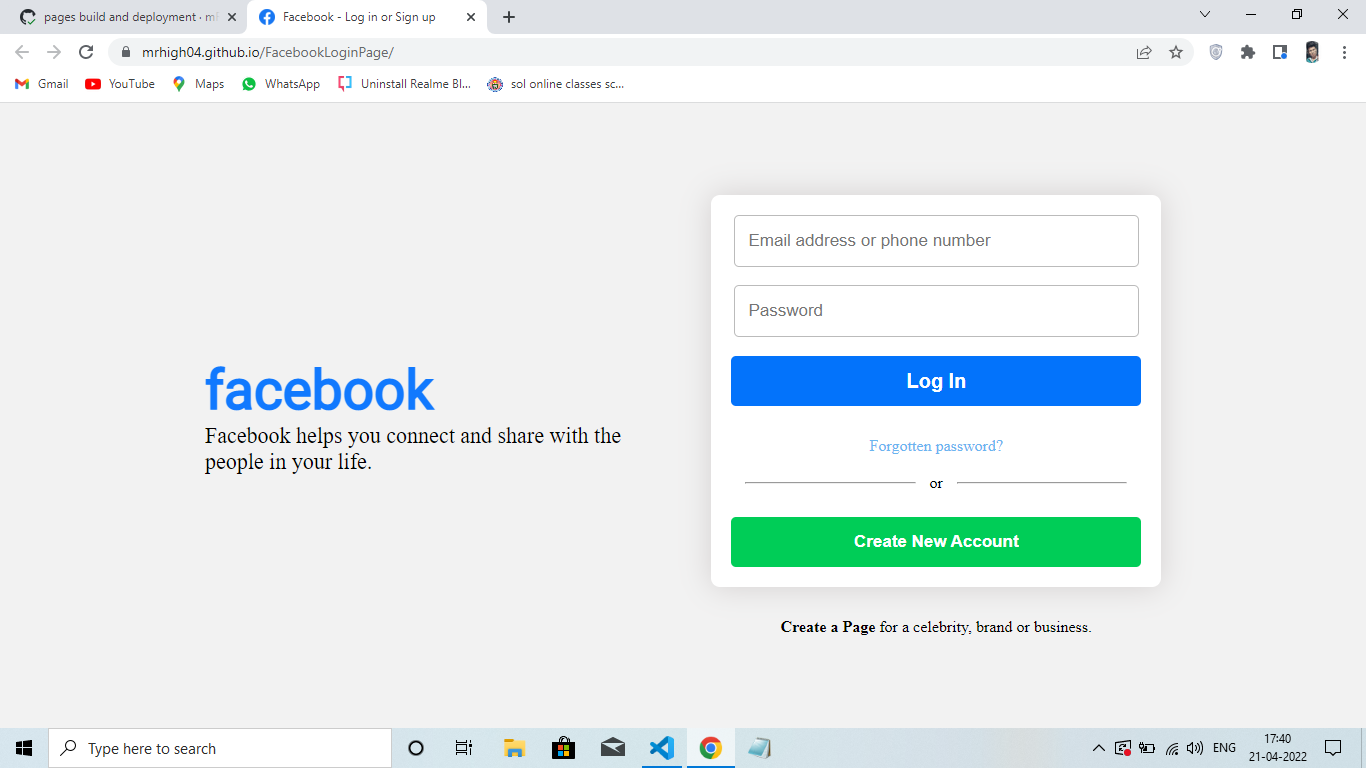 pages build and deployment · mr
Facebook - Log in or Sign up
mrhigh04.github.io/FacebookLoginPage/
Gmail
YouTube
Maps
WhatsApp
Uninstall Realme Bl...
sol online classes sc...
facebook
Facebook helps you connect and share with the
people in your life.
Email address or phone number
Password
Log In
Forgotten password?
or
Create New Account
Create a Page for a celebrity, brand or business.
Type here to search
ENG
17:40
21-04-2022